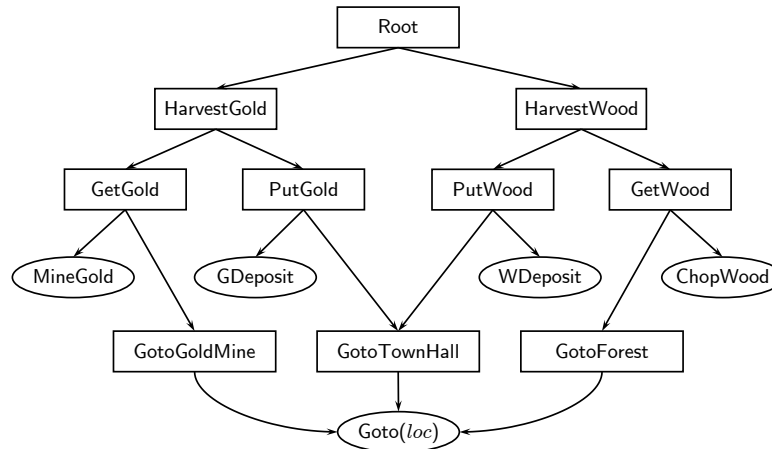 Root
HarvestGold
HarvestWood
GetGold
PutGold
PutWood
GetWood
MineGold
GDeposit
WDeposit
ChopWood
GotoGoldMine
GotoTownHall
GotoForest
Goto(loc)